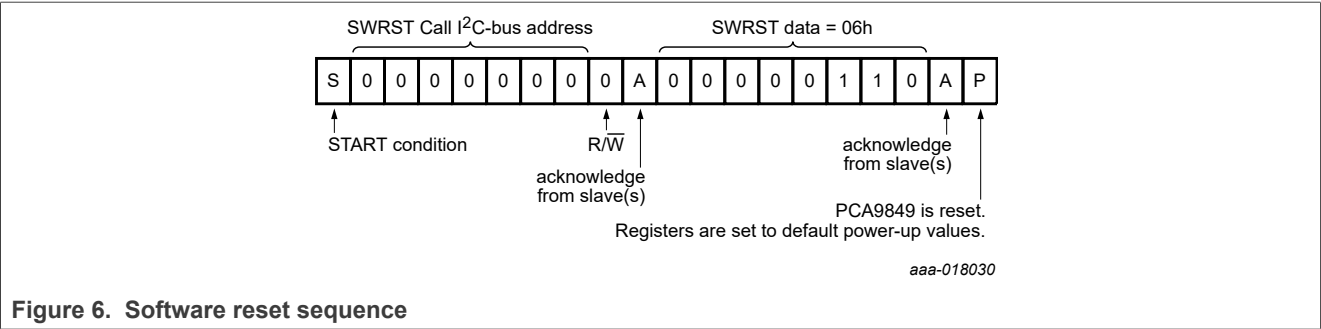 SWRST Call I2C-bus address SWRST data = 06h
S 0 0 0 0 0 0 0 0 A 0 0 0 0 0 1 1 0 A P
START condition R/W̅ acknowledge
from slave(s)
acknowledge
from slave(s)
PCA9849 is reset.
Registers are set to default power-up values.
aaa-018030
Figure 6. Software reset sequence